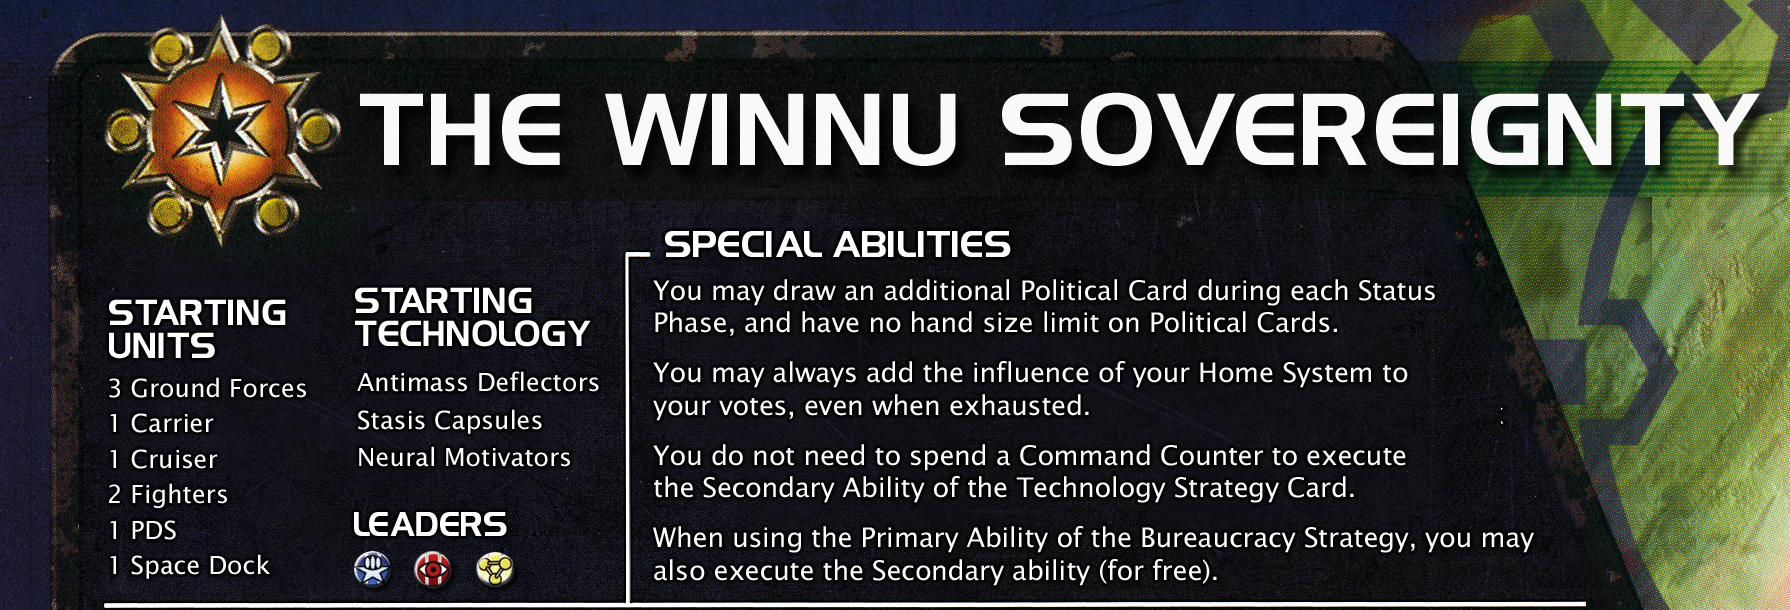 THE WINNU SOVEREIGNTY
STARTING
UNITS
3 Ground Forces
1 Carrier
1 Cruiser
2 Fighters
1 PDS
1 Space Dock
STARTING
TECHNOLOGY
Antimass Deflectors
Stasis Capsules
Neural Motivators
LEADERS
SPECIAL ABILITIES
You may draw an additional Political Card during each Status
Phase, and have no hand size limit on Political Cards.
You may always add the influence of your Home System to
your votes, even when exhausted.
You do not need to spend a Command Counter to execute
the Secondary Ability of the Technology Strategy Card.
When using the Primary Ability of the Bureaucracy Strategy, you may
also execute the Secondary ability (for free).